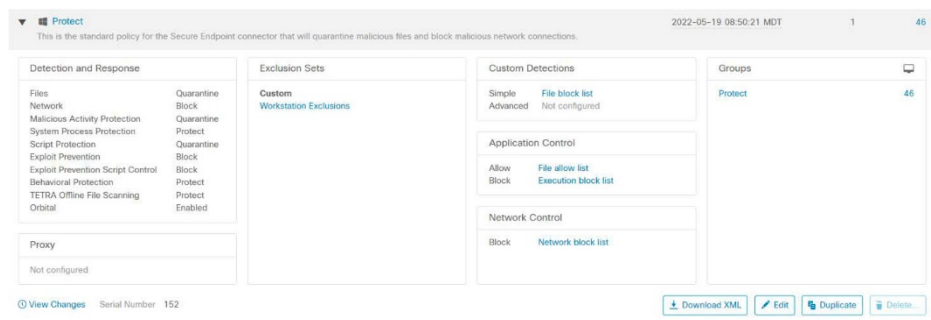 Protect 2022-05-19 08:50:21 MDT 1 46
This is the standard policy for the Secure Endpoint connector that will quarantine malicious files and block malicious network connections.
Detection and Response
Files Quarantine
Network Block
Malicious Activity Protection Quarantine
System Process Protection Protect
Script Protection Quarantine
Exploit Prevention Block
Exploit Prevention Script Control Block
Behavioral Protection Protect
TETRA Offline File Scanning Protect
Orbital Enabled
Proxy
Not configured
Exclusion Sets
Custom
Workstation Exclusions
Custom Detections
Simple File block list
Advanced Not configured
Application Control
Allow File allow list
Block Execution block list
Network Control
Block Network block list
Groups
Protect 46
View Changes Serial Number 152
Download XML Edit Duplicate Delete...